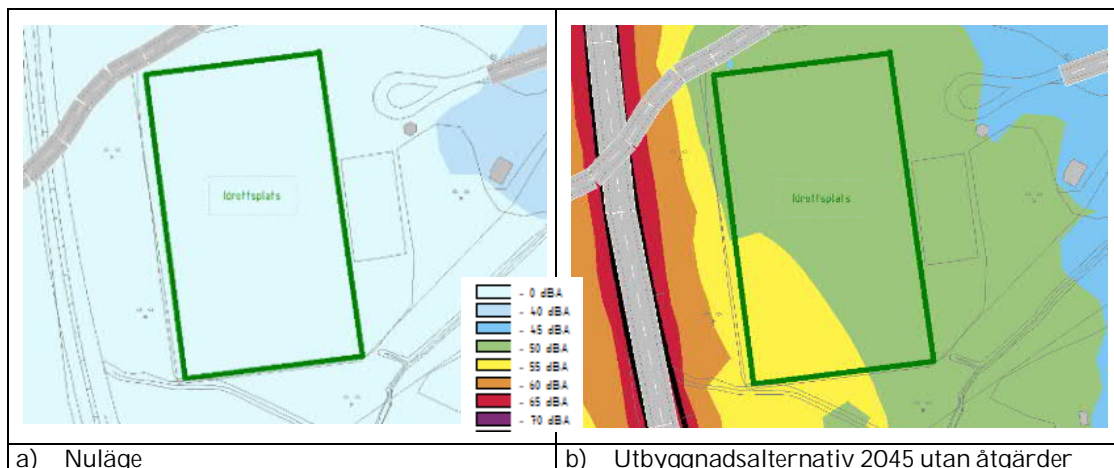 Idrottsplats
Idrottsplats
- 0 dBA
- 40 dBA
- 45 dBA
- 50 dBA
- 55 dBA
- 60 dBA
- 65 dBA
- 70 dBA
a) Nuläge
b) Utbyggnadsalternativ 2045 utan åtgärder